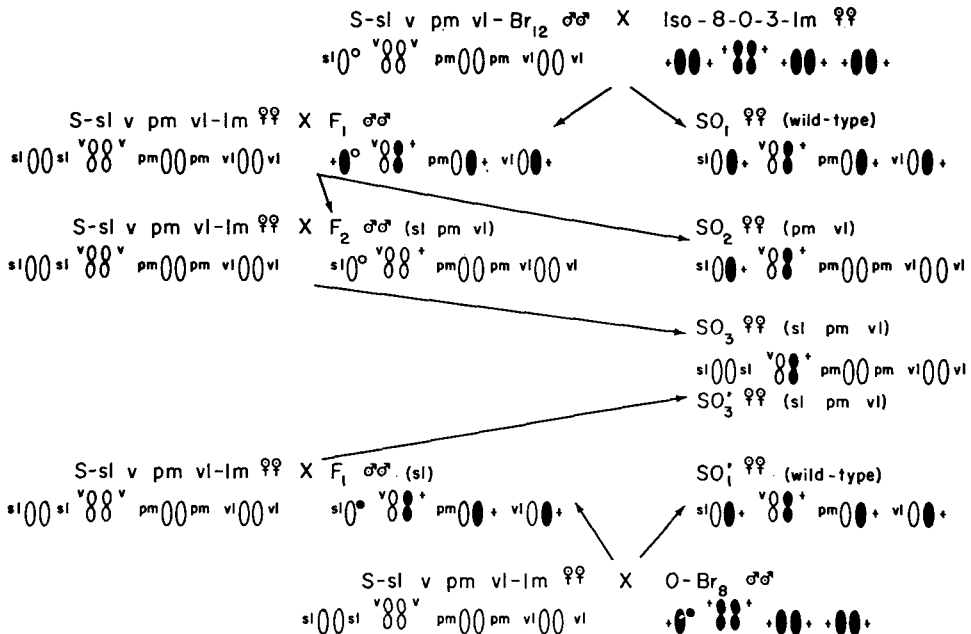 S-sl v pm vl-Br12 ♂♂ X Iso-8-0-3-Im ♀♀
sl v pm pm vl vl + + + + + + + +
S-sl v pm vl-Im ♀♀ X F1 ♂♂ SO1 ♀♀ (wild-type)
sl sl v v pm pm vl vl + v + pm + vl + sl + v + pm + vl +
S-sl v pm vl-Im ♀♀ X F2 ♂♂ (sl pm vl) SO2 ♀♀ (pm vl)
sl sl v v pm pm vl vl sl v + pm pm vl vl sl + v + pm pm vl vl
SO3 ♀♀ (sl pm vl)
sl sl v + pm pm vl vl
SO3' ♀♀ (sl pm vl)
S-sl v pm vl-Im ♀♀ X F1 ♂♂ (sl) SO1' ♀♀ (wild-type)
sl sl v v pm pm vl vl sl v + pm + vl + sl + v + pm + vl +
S-sl v pm vl-Im ♀♀ X O-Br8 ♂♂
sl sl v v pm pm vl vl + + + + + + +